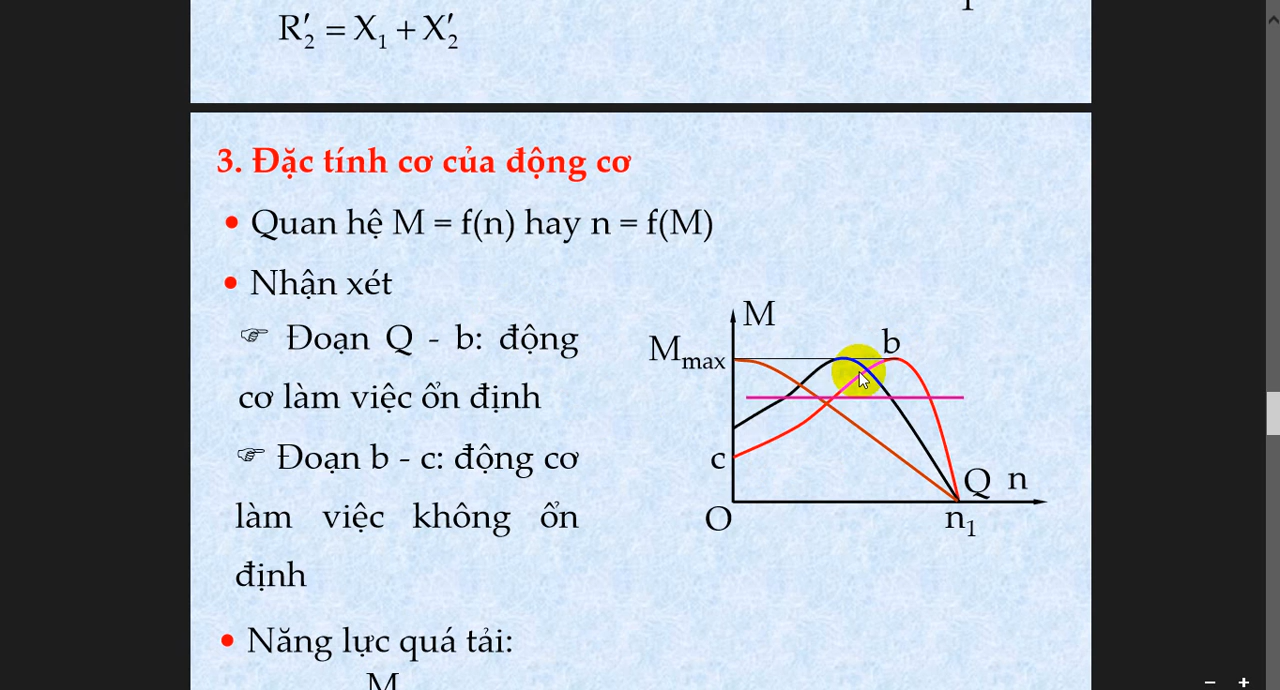 R′₂ = X₁ + X′₂
3. Đặc tính cơ của động cơ
• Quan hệ M = f(n) hay n = f(M)
• Nhận xét
☞ Đoạn Q - b: động
cơ làm việc ổn định
☞ Đoạn b - c: động cơ
làm việc không ổn
định
• Năng lực quá tải:
M
M
Mmax
b
c
Q n
O
n₁